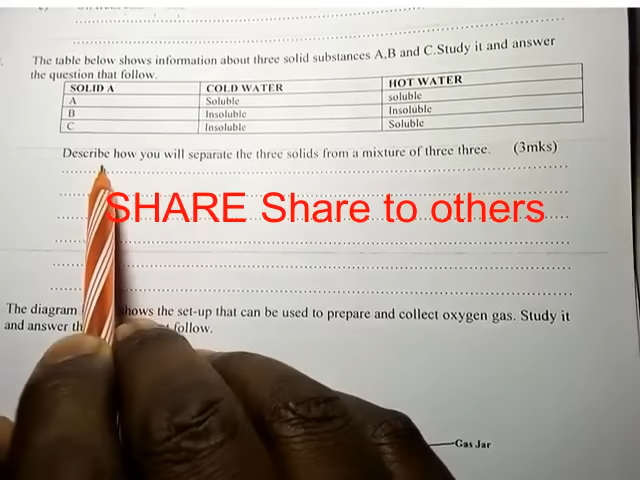 The table below shows information about three solid substances A,B and C.Study it and answer
the question that follow.
SOLID A COLD WATER HOT WATER
A Soluble soluble
B Insoluble Insoluble
C Insoluble Soluble
Describe how you will separate the three solids from a mixture of three three. (3mks)
SHARE Share to others
The diagram shows the set-up that can be used to prepare and collect oxygen gas. Study it
and answer th follow.
Gas Jar